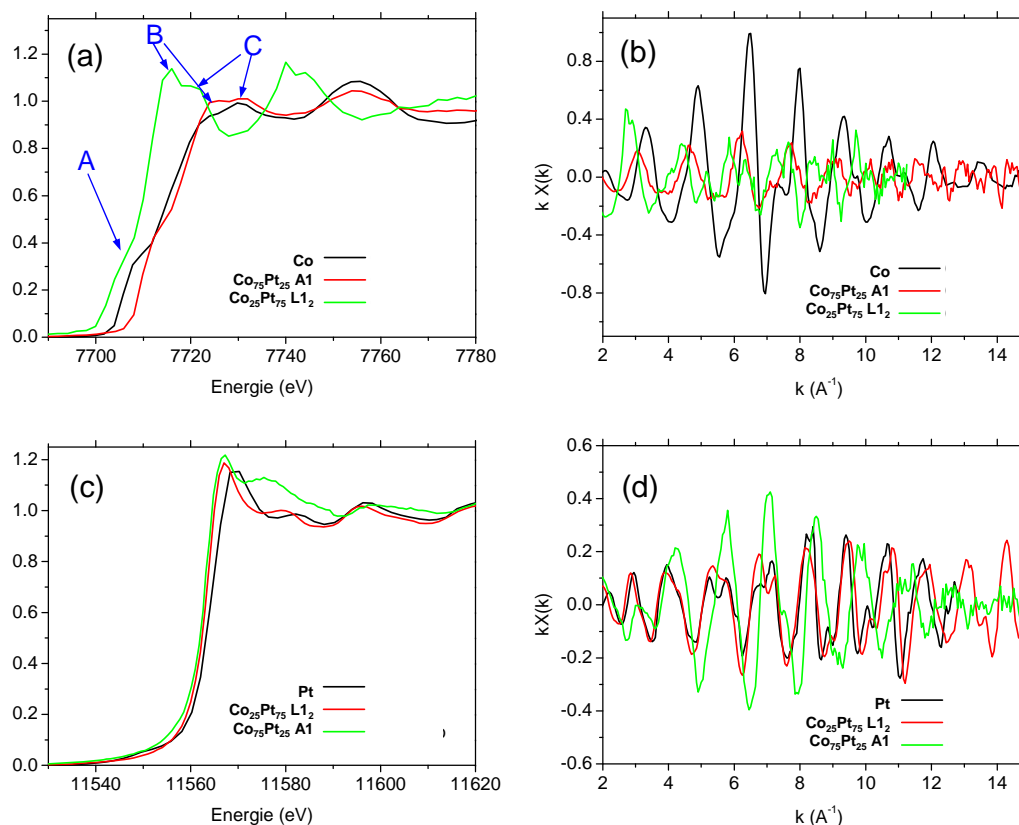 (a)
B
C
A
1.2
1.0
0.8
0.6
0.4
0.2
0.0
Co
Co₇₅Pt₂₅ A1
Co₂₅Pt₇₅ L1₂
7700 7720 7740 7760 7780
Energie (eV)
(b)
k X(k)
0.8
0.4
0.0
-0.4
-0.8
Co
Co₇₅Pt₂₅ A1
Co₂₅Pt₇₅ L1₂
2 4 6 8 10 12 14
k (A⁻¹)
(c)
1.2
1.0
0.8
0.6
0.4
0.2
0.0
Pt
Co₂₅Pt₇₅ L1₂
Co₇₅Pt₂₅ A1
)
11540 11560 11580 11600 11620
Energie (eV)
(d)
kX(k)
0.6
0.4
0.2
0.0
-0.2
-0.4
-0.6
Pt
Co₂₅Pt₇₅ L1₂
Co₇₅Pt₂₅ A1
2 4 6 8 10 12 14
k (A⁻¹)